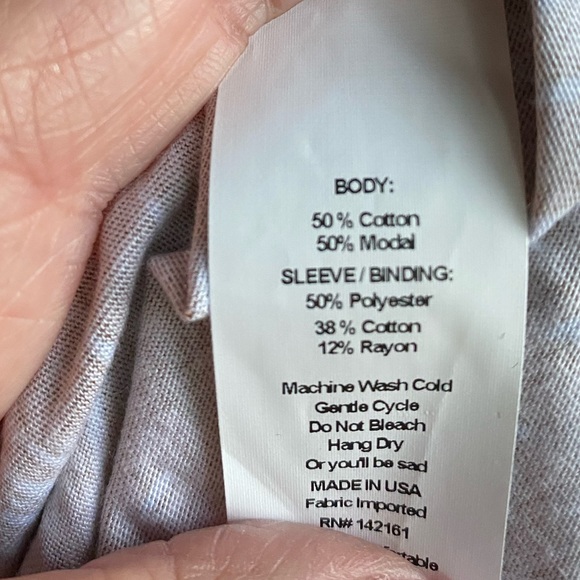 BODY:
50% Cotton
50% Modal
SLEEVE/BINDING:
50% Polyester
38% Cotton
12% Rayon
Machine Wash Cold
Gentle Cycle
Do Not Bleach
Hang Dry
Or you'll be sad
MADE IN USA
Fabric Imported
RN# 142161